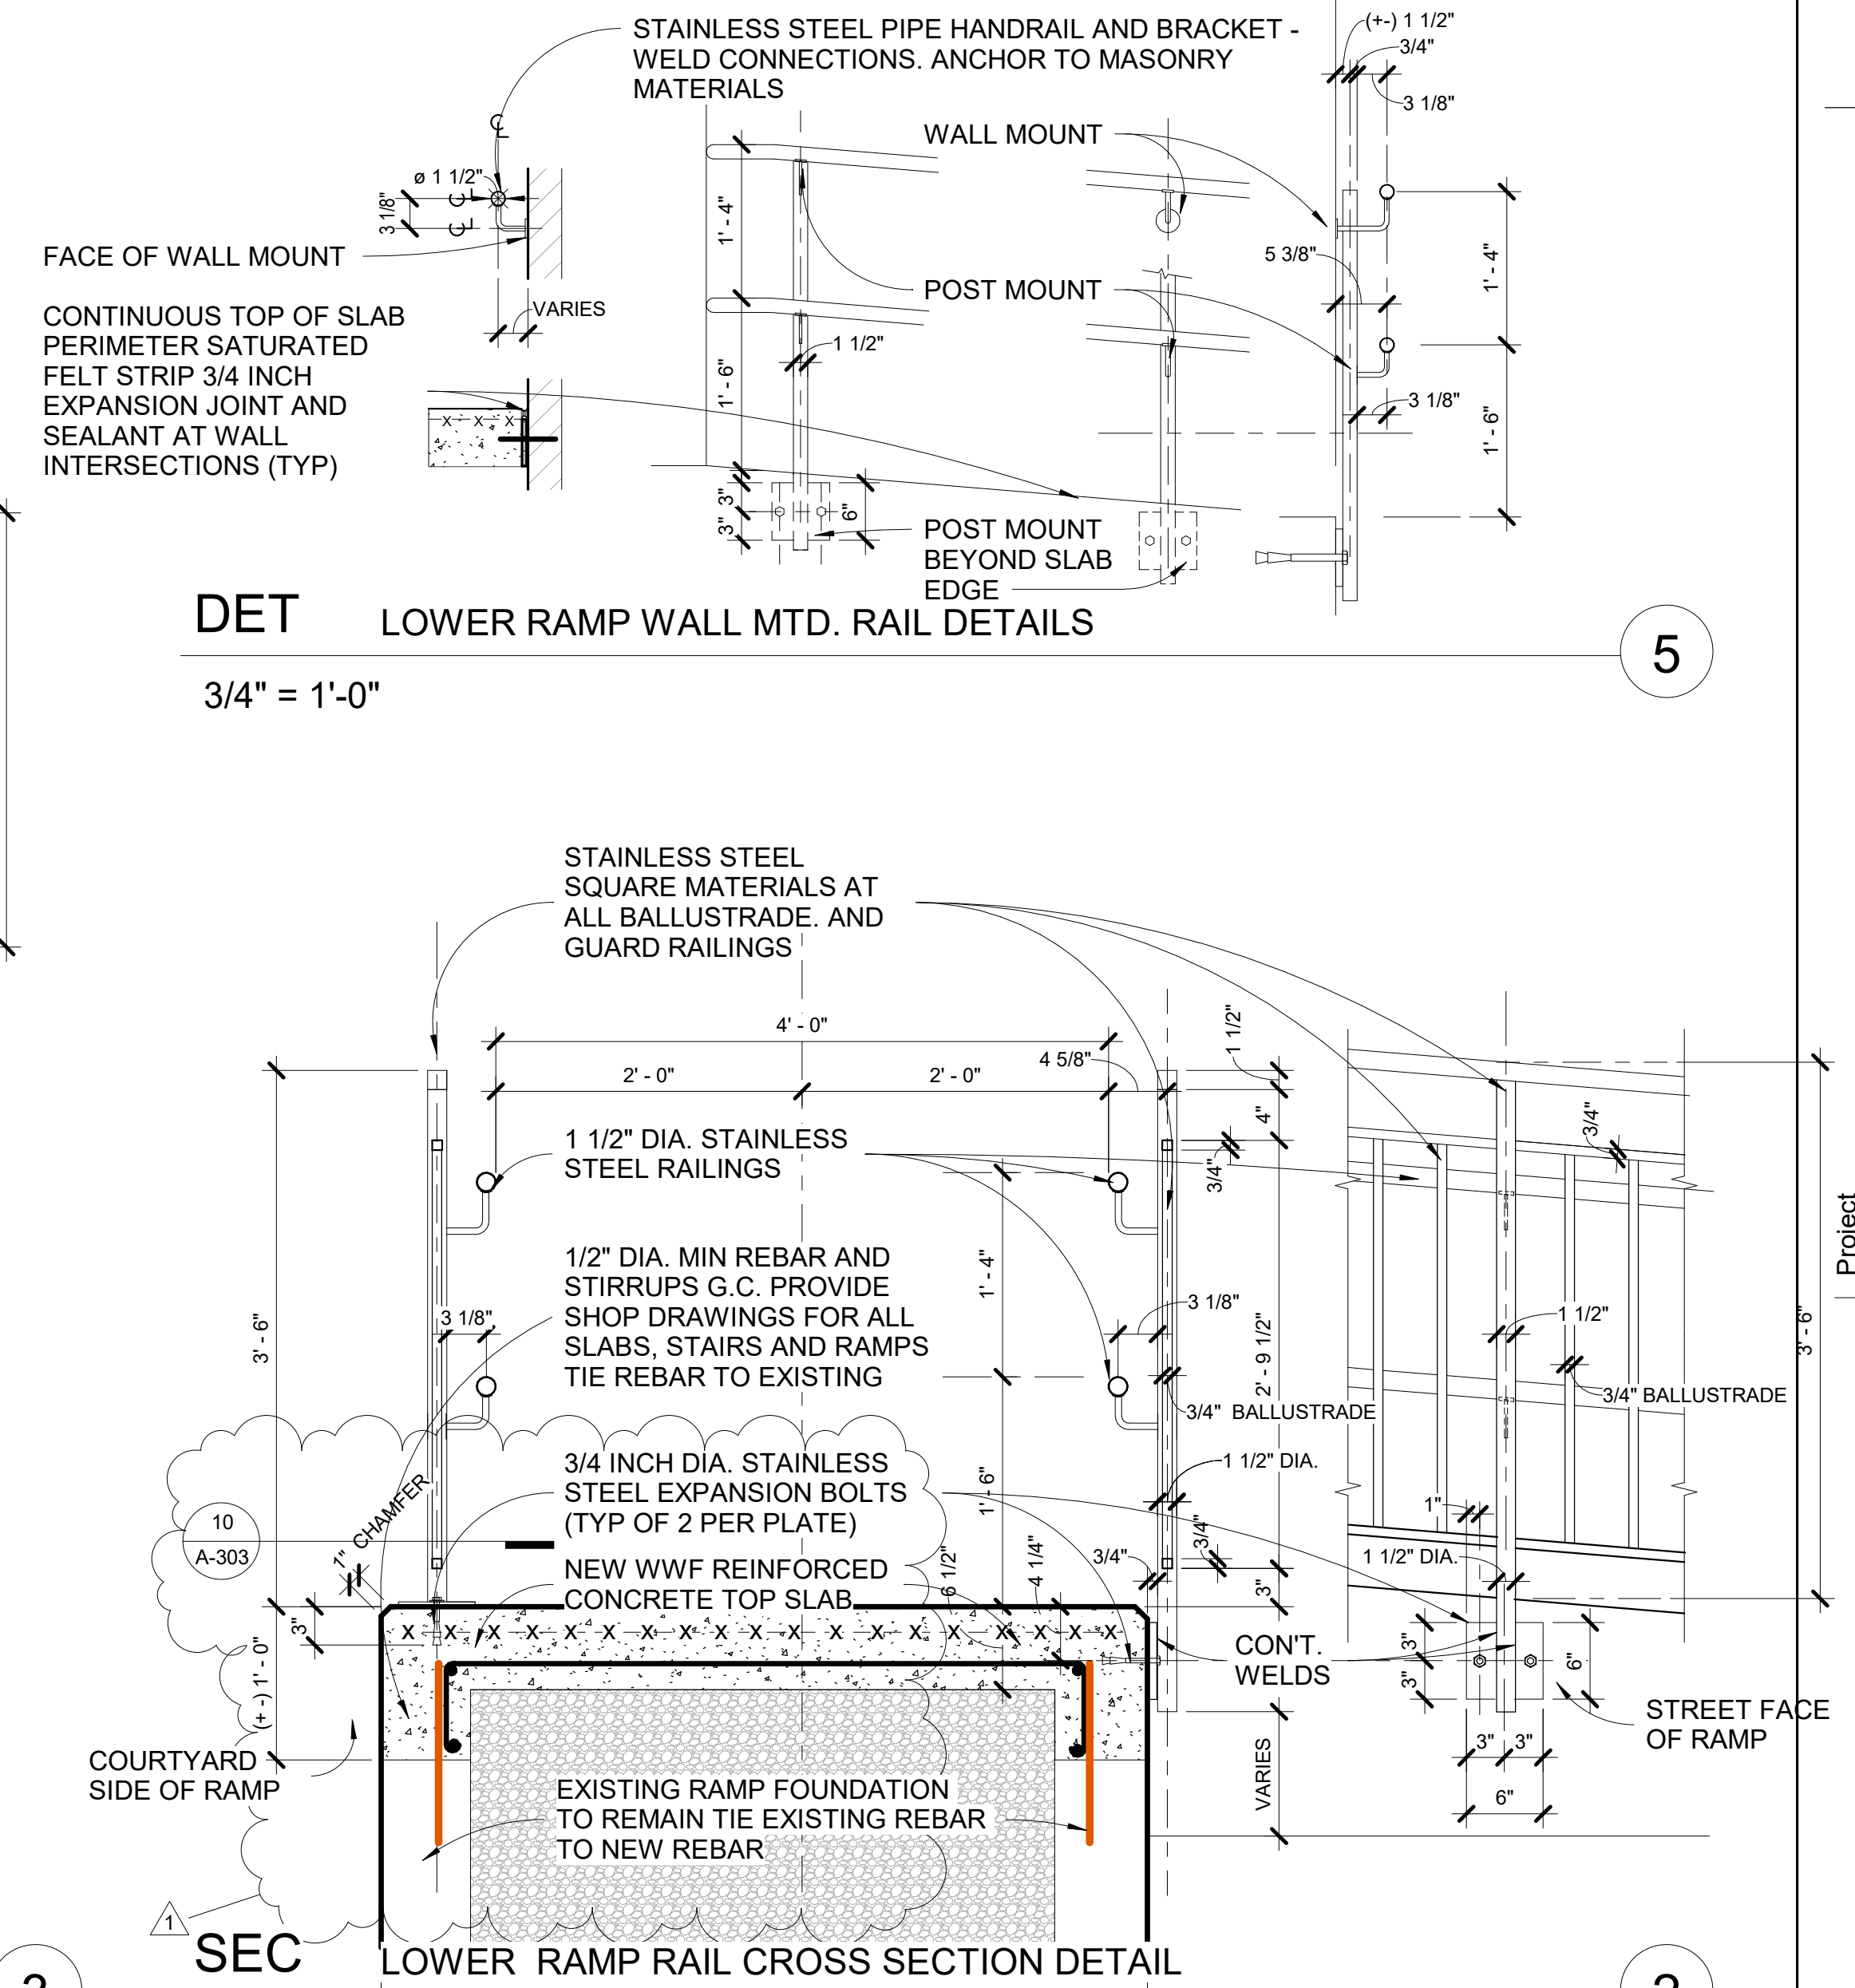 STAINLESS STEEL PIPE HANDRAIL AND BRACKET -
WELD CONNECTIONS. ANCHOR TO MASONRY
MATERIALS
(+-) 1 1/2"
3/4"
3 1/8"
WALL MOUNT
ø 1 1/2"
3 1/8"
FACE OF WALL MOUNT
VARIES
1' - 4"
5 3/8"
1' - 4"
POST MOUNT
CONTINUOUS TOP OF SLAB
PERIMETER SATURATED
FELT STRIP 3/4 INCH
EXPANSION JOINT AND
SEALANT AT WALL
INTERSECTIONS (TYP)
X X X
1 1/2"
1' - 6"
3 1/8"
1' - 6"
3"
3"
6"
POST MOUNT
BEYOND SLAB
EDGE
DET
LOWER RAMP WALL MTD. RAIL DETAILS
5
3/4" = 1'-0"
STAINLESS STEEL
SQUARE MATERIALS AT
ALL BALLUSTRADE. AND
GUARD RAILINGS
4' - 0"
4 5/8"
2' - 0"
2' - 0"
1 1/2"
4"
3/4"
3/4"
1 1/2" DIA. STAINLESS
STEEL RAILINGS
Project
1/2" DIA. MIN REBAR AND
STIRRUPS G.C. PROVIDE
SHOP DRAWINGS FOR ALL
SLABS, STAIRS AND RAMPS
TIE REBAR TO EXISTING
1' - 4"
3 1/8"
3 1/8"
3' - 6"
2' - 9 1/2"
1 1/2"
3' - 6"
3/4" BALLUSTRADE
3/4" BALLUSTRADE
3/4 INCH DIA. STAINLESS
STEEL EXPANSION BOLTS
(TYP OF 2 PER PLATE)
1' - 6"
1 1/2" DIA.
1"
10
A-303
1" CHAMFER
NEW WWF REINFORCED
CONCRETE TOP SLAB
6 1/2"
4 1/4"
3/4"
3/4"
1 1/2" DIA.
3"
3"
X X X X X X X X X X X X X X X X X
CON'T.
WELDS
3"
3"
6"
(+ -) 1' - 0"
STREET FACE
OF RAMP
3"
3"
6"
COURTYARD
SIDE OF RAMP
VARIES
EXISTING RAMP FOUNDATION
TO REMAIN TIE EXISTING REBAR
TO NEW REBAR
1
SEC
LOWER RAMP RAIL CROSS SECTION DETAIL